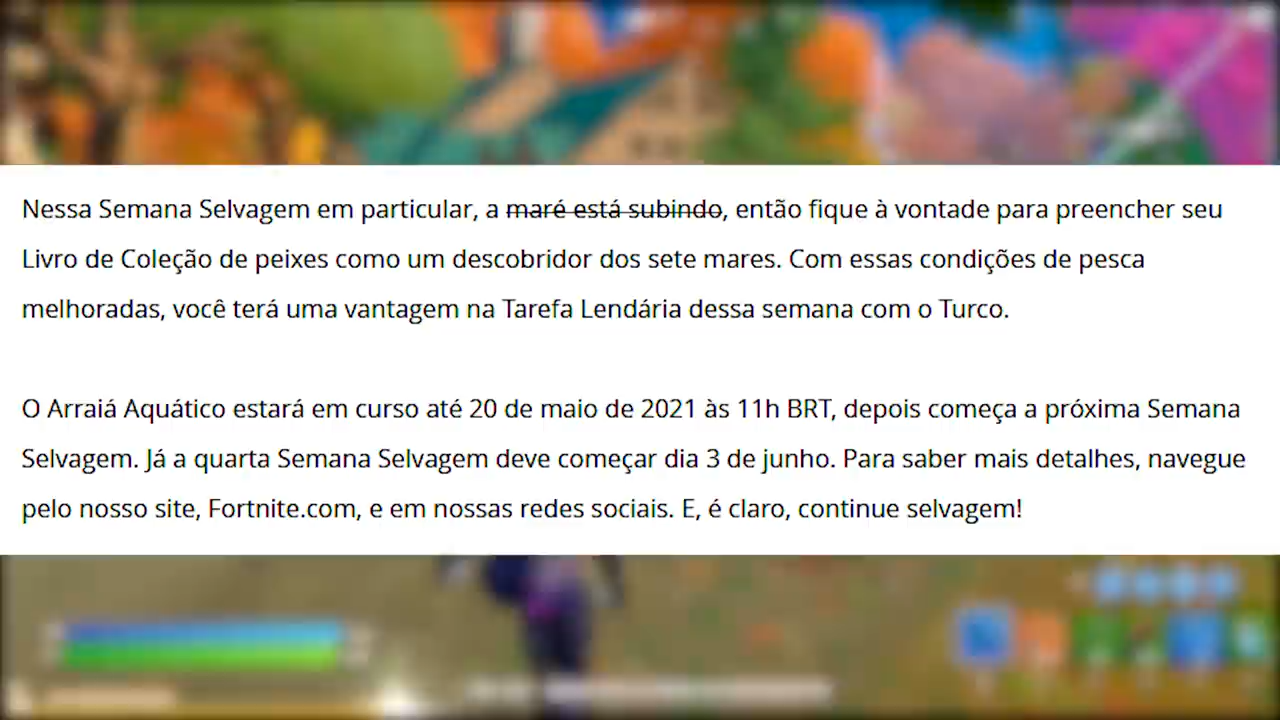 Nessa Semana Selvagem em particular, a maré está subindo, então fique à vontade para preencher seu
Livro de Coleção de peixes como um descobridor dos sete mares. Com essas condições de pesca
melhoradas, você terá uma vantagem na Tarefa Lendária dessa semana com o Turco.
O Arraiá Aquático estará em curso até 20 de maio de 2021 às 11h BRT, depois começa a próxima Semana
Selvagem. Já a quarta Semana Selvagem deve começar dia 3 de junho. Para saber mais detalhes, navegue
pelo nosso site, Fortnite.com, e em nossas redes sociais. E, é claro, continue selvagem!